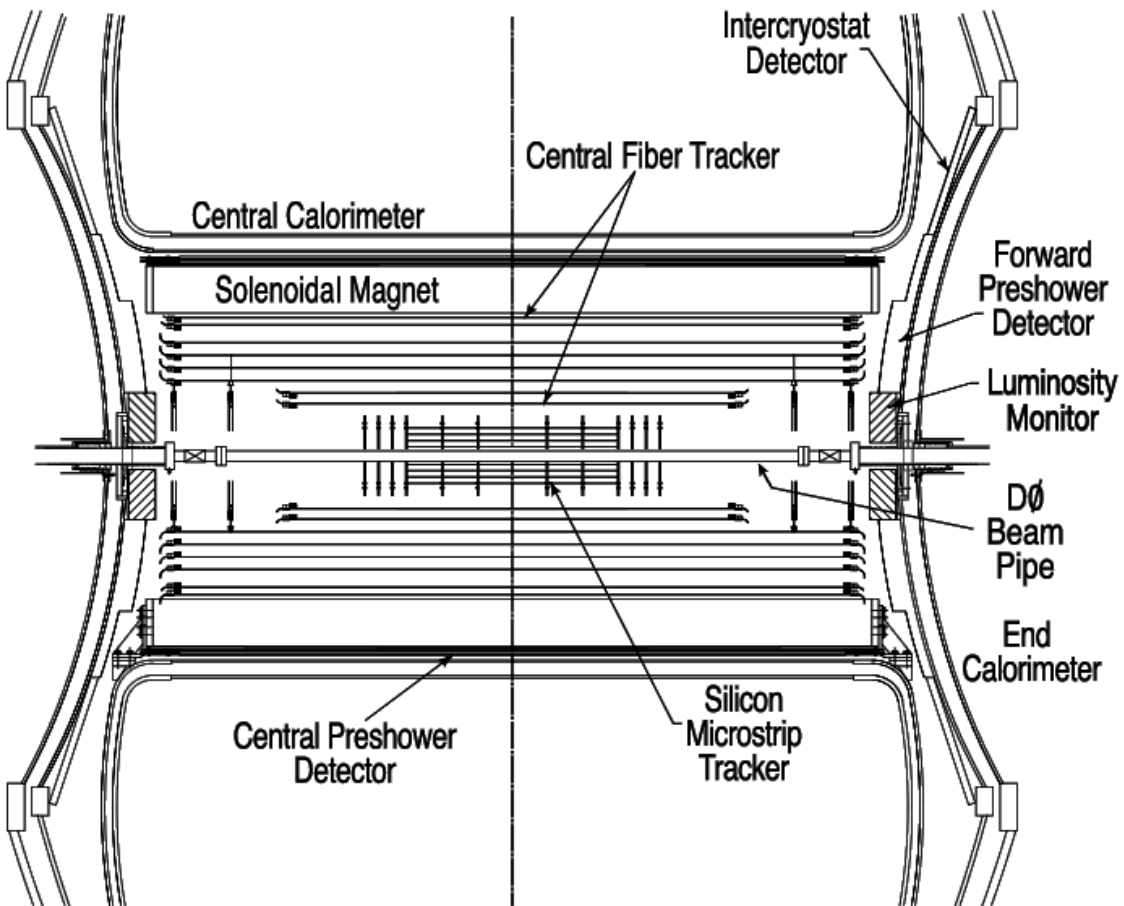 Intercryostat
Detector
Central Fiber Tracker
Central Calorimeter
Solenoidal Magnet
Forward
Preshower
Detector
Luminosity
Monitor
DØ
Beam
Pipe
End
Calorimeter
Silicon
Microstrip
Tracker
Central Preshower
Detector